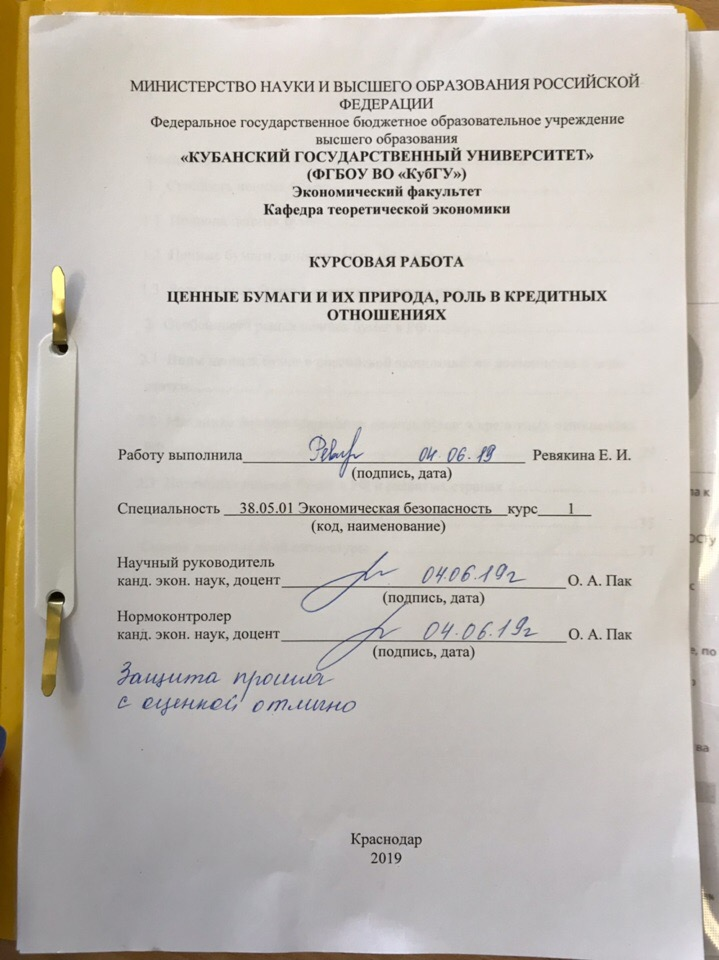 МИНИСТЕРСТВО НАУКИ И ВЫСШЕГО ОБРАЗОВАНИЯ РОССИЙСКОЙ
ФЕДЕРАЦИИ
Федеральное государственное бюджетное образовательное учреждение
высшего образования
«КУБАНСКИЙ ГОСУДАРСТВЕННЫЙ УНИВЕРСИТЕТ»
(ФГБОУ ВО «КубГУ»)
Экономический факультет
Кафедра теоретической экономики
КУРСОВАЯ РАБОТА
ЦЕННЫЕ БУМАГИ И ИХ ПРИРОДА, РОЛЬ В КРЕДИТНЫХ
ОТНОШЕНИЯХ
Работу выполнила 04.06.19 Ревякина Е. И.
(подпись, дата)
Специальность 38.05.01 Экономическая безопасность курс 1
(код, наименование)
Научный руководитель
канд. экон. наук, доцент 04.06.19г О. А. Пак
(подпись, дата)
Нормоконтролер
канд. экон. наук, доцент 04.06.19г О. А. Пак
(подпись, дата)
Защита прошла
с оценкой отлично
Краснодар
2019